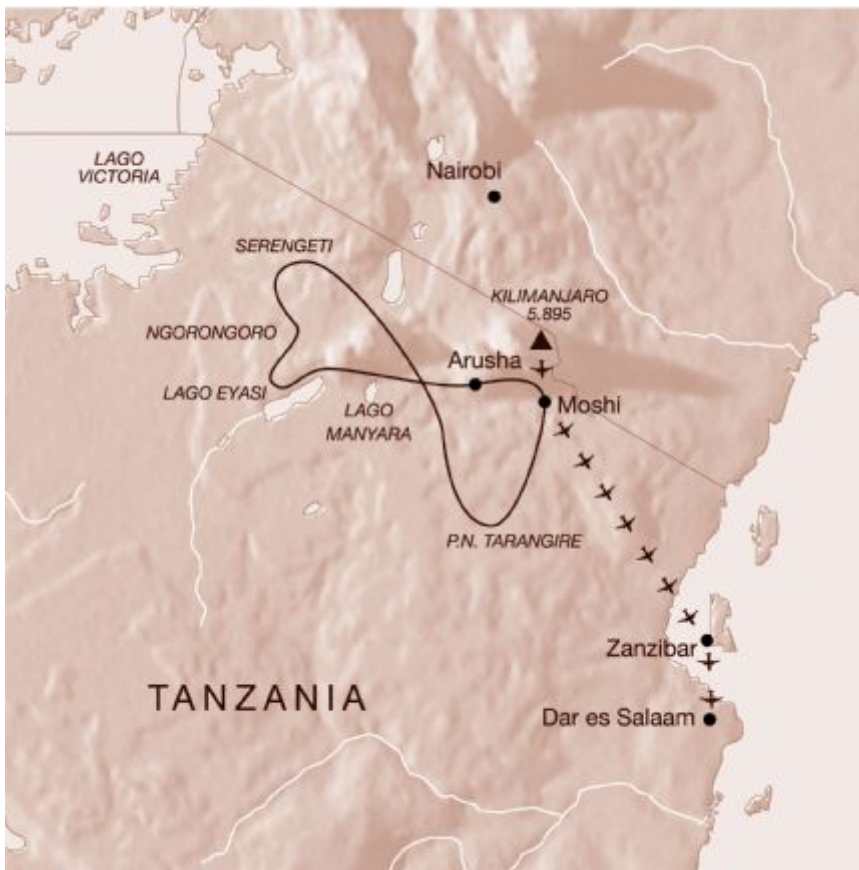 LAGO
VICTORIA
Nairobi
SERENGETI
KILIMANJARO
5.895
NGORONGORO
Arusha
LAGO EYASI
LAGO
MANYARA
Moshi
P.N. TARANGIRE
Zanzibar
TANZANIA
Dar es Salaam